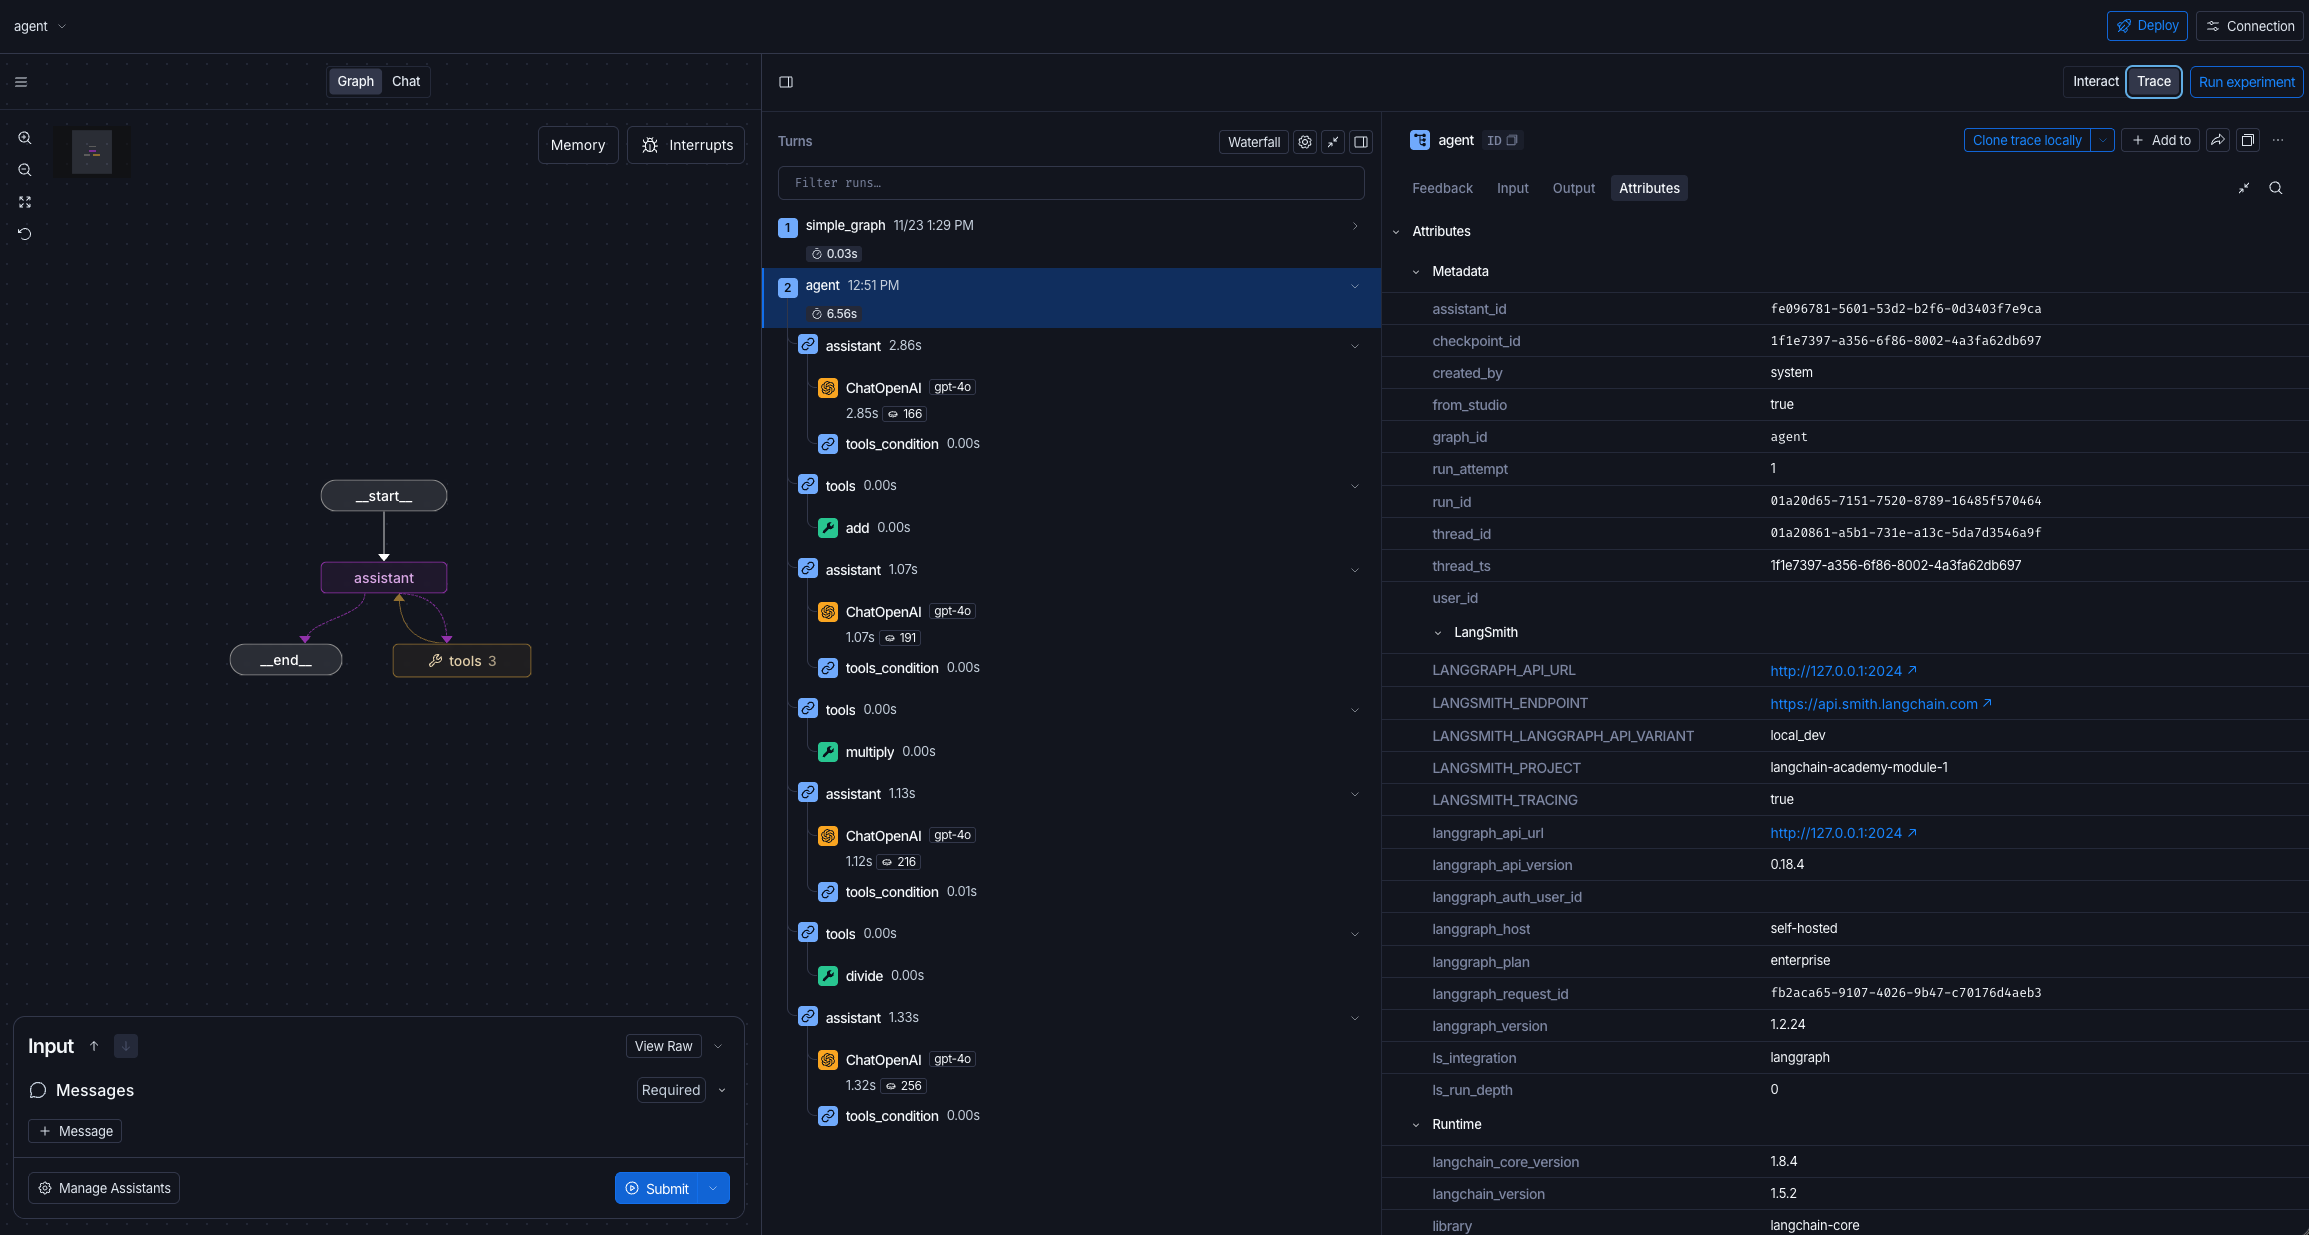 agent
Deploy
Connection
Graph
Chat
Interact
Trace
Run experiment
Memory
Interrupts
__start__
assistant
__end__
tools 3
Input
View Raw
Messages
Required
+ Message
Manage Assistants
Submit
Turns
Waterfall
Filter runs…
1
simple_graph 11/23 1:29 PM
0.03s
2
agent 12:51 PM
6.56s
assistant 2.86s
ChatOpenAI gpt-4o
2.85s 166
tools_condition 0.00s
tools 0.00s
add 0.00s
assistant 1.07s
ChatOpenAI gpt-4o
1.07s 191
tools_condition 0.00s
tools 0.00s
multiply 0.00s
assistant 1.13s
ChatOpenAI gpt-4o
1.12s 216
tools_condition 0.01s
tools 0.00s
divide 0.00s
assistant 1.33s
ChatOpenAI gpt-4o
1.32s 256
tools_condition 0.00s
agent ID
Clone trace locally
+ Add to
Feedback Input Output Attributes
Attributes
Metadata
assistant_id fe096781-5601-53d2-b2f6-0d3403f7e9ca
checkpoint_id 1f1e7397-a356-6f86-8002-4a3fa62db697
created_by system
from_studio true
graph_id agent
run_attempt 1
run_id 01a20d65-7151-7520-8789-16485f570464
thread_id 01a20861-a5b1-731e-a13c-5da7d3546a9f
thread_ts 1f1e7397-a356-6f86-8002-4a3fa62db697
user_id
LangSmith
LANGGRAPH_API_URL http://127.0.0.1:2024
LANGSMITH_ENDPOINT https://api.smith.langchain.com
LANGSMITH_LANGGRAPH_API_VARIANT local_dev
LANGSMITH_PROJECT langchain-academy-module-1
LANGSMITH_TRACING true
langgraph_api_url http://127.0.0.1:2024
langgraph_api_version 0.18.4
langgraph_auth_user_id
langgraph_host self-hosted
langgraph_plan enterprise
langgraph_request_id fb2aca65-9107-4026-9b47-c70176d4aeb3
langgraph_version 1.2.24
ls_integration langgraph
ls_run_depth 0
Runtime
langchain_core_version 1.8.4
langchain_version 1.5.2
library langchain-core